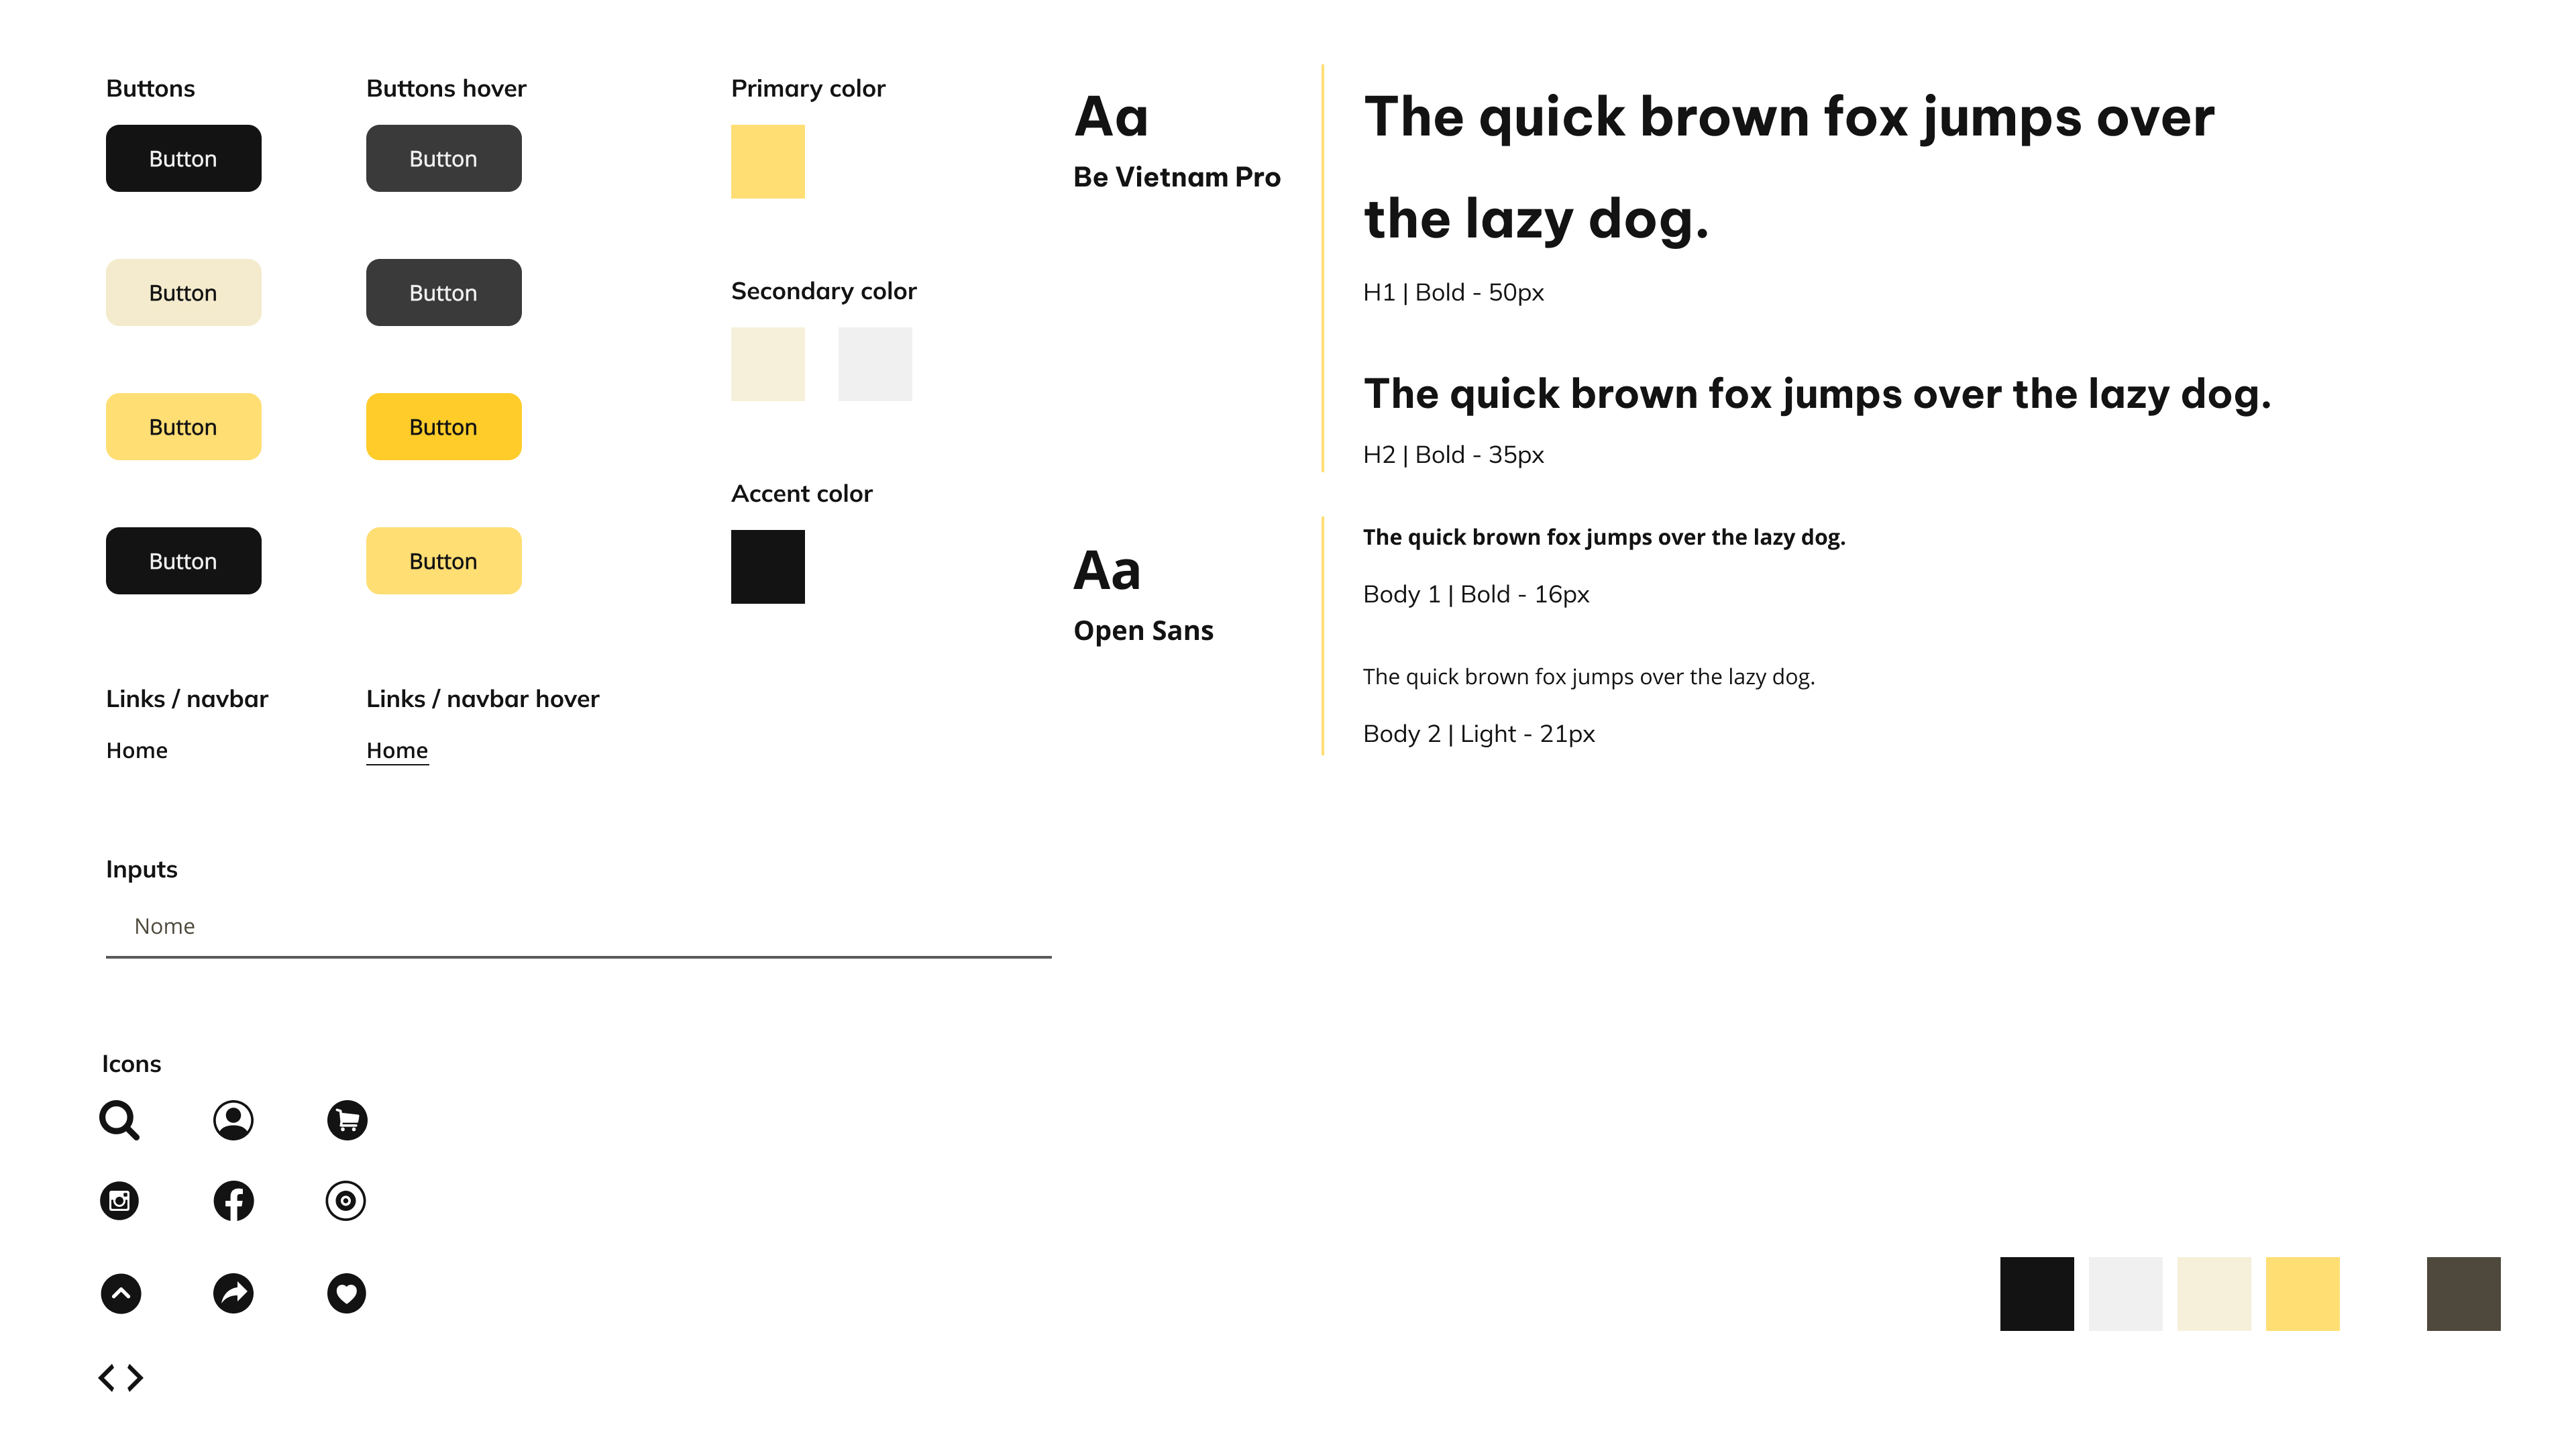 Buttons
Buttons hover
Button
Button
Button
Button
Button
Button
Button
Button
Links / navbar
Links / navbar hover
Home
Home
Inputs
Nome
Icons
Primary color
Secondary color
Accent color
Aa
Be Vietnam Pro
The quick brown fox jumps over
the lazy dog.
H1 | Bold - 50px
The quick brown fox jumps over the lazy dog.
H2 | Bold - 35px
Aa
Open Sans
The quick brown fox jumps over the lazy dog.
Body 1 | Bold - 16px
The quick brown fox jumps over the lazy dog.
Body 2 | Light - 21px